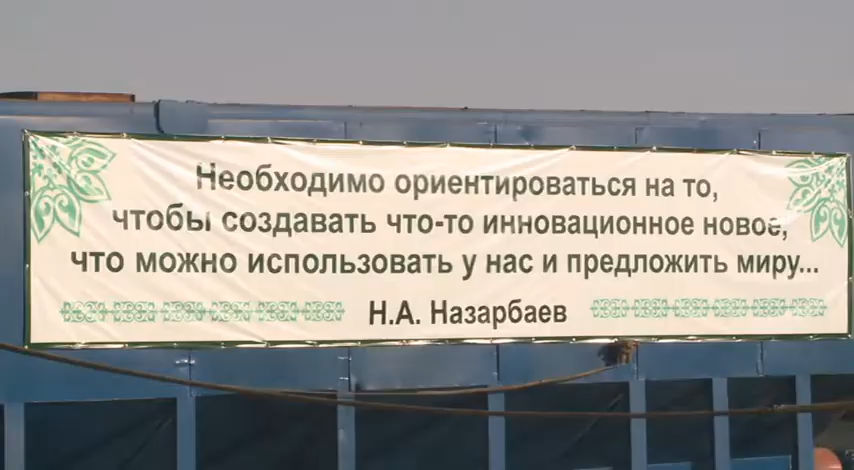 Необходимо ориентироваться на то,
чтобы создавать что-то инновационное новое,
что можно использовать у нас и предложить миру...
Н.А. Назарбаев